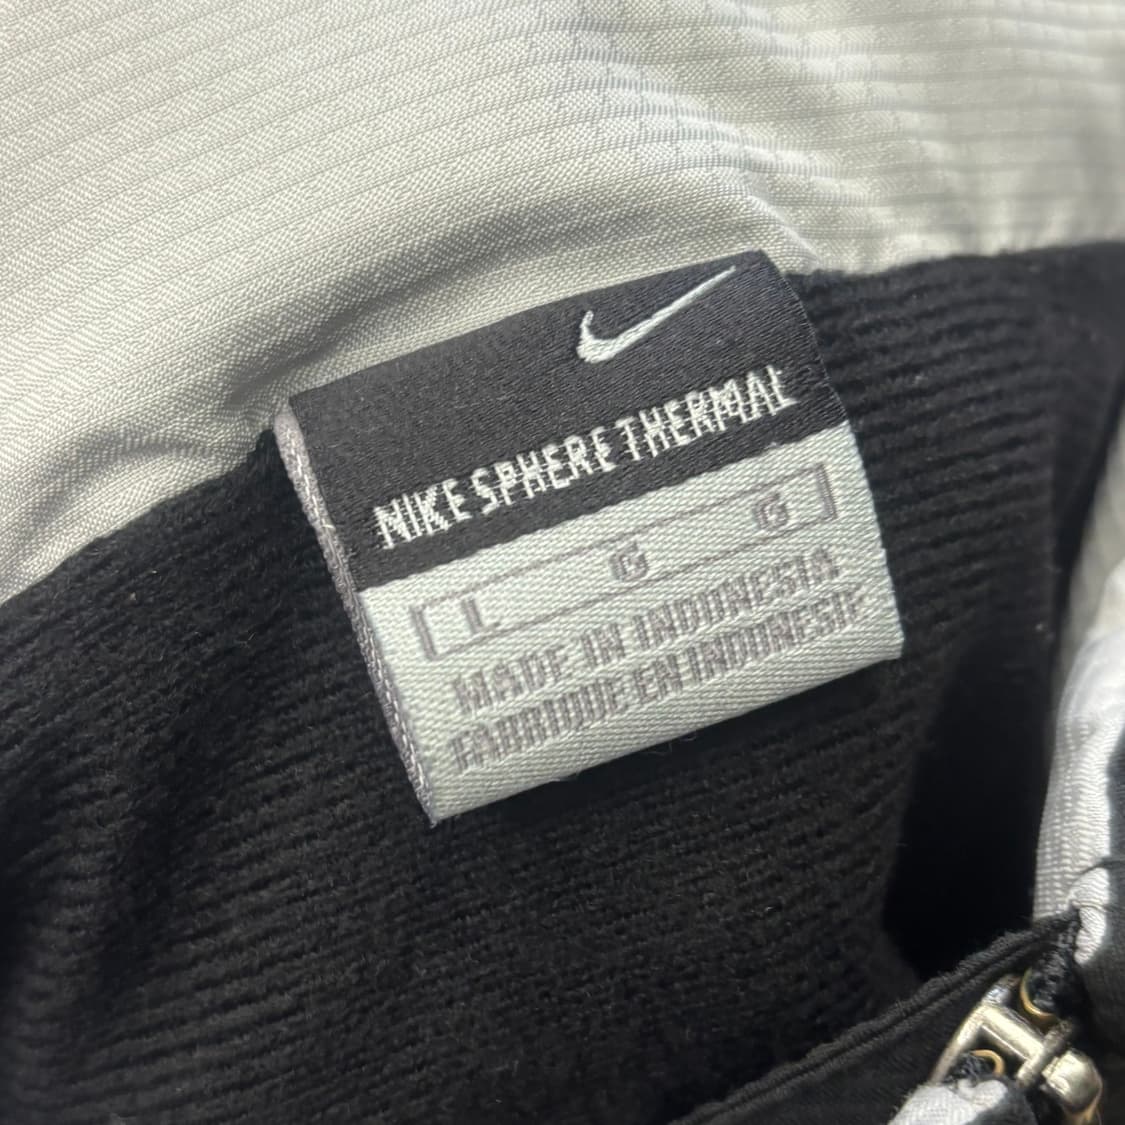 NIKE SPHERE THERMAL
L G G
MADE IN INDONESIA
FABRIQUE EN INDONESIE